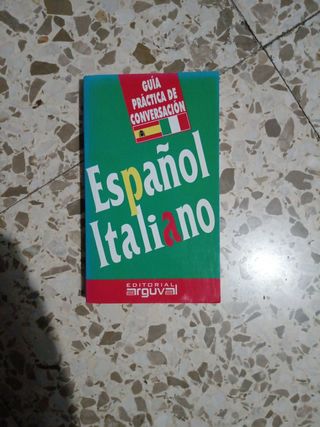 GUÍA
PRÁCTICA DE
CONVERSACIÓN
Español
Italiano
EDITORIAL
arguval